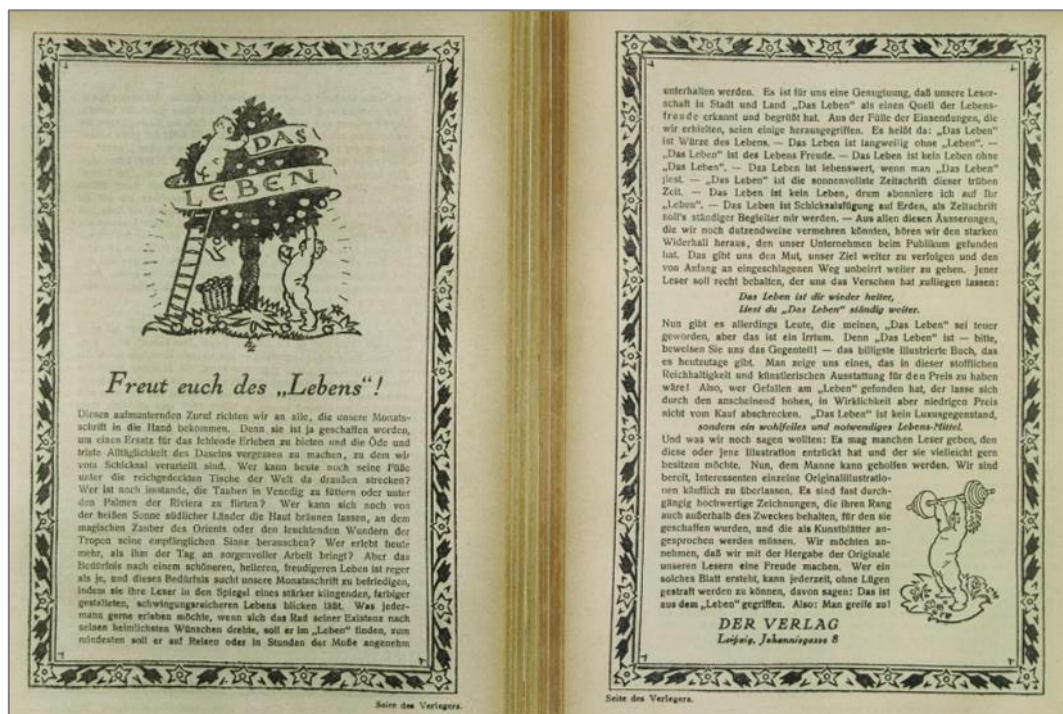 DAS
LEBEN
Freut euch des „Lebens“!
Diesen aufmunternden Zuruf richten wir an alle, die unsere Monats-
schrift in die Hand bekommen. Denn sie ist ja geschaffen worden,
um einen Ersatz für das fehlende Erleben zu bieten und die Öde und
triste Alltäglichkeit des Daseins vergessen zu machen, zu dem wir
vom Schicksal verurteilt sind. Wer kann heute noch seine Füße
unter die reichgedeckten Tische der Welt da draußen strecken?
Wer ist noch imstande, die Tauben in Venedig zu füttern oder unter
den Palmen der Riviera zu flirten? Wer kann sich noch von
der heißen Sonne südlicher Länder die Haut bräunen lassen, an dem
magischen Zauber des Orients oder den leuchtenden Wundern der
Tropen seine empfänglichen Sinne berauschen? Wer erlebt heute
mehr, als ihm der Tag an sorgenvoller Arbeit bringt? Aber das
Bedürfnis nach einem schöneren, helleren, freudigeren Leben ist reger
als je, und dieses Bedürfnis sucht unsere Monatsschrift zu befriedigen,
indem sie ihre Leser in den Spiegel eines stärker klingenden, farbiger
gestalteten, schwingungsreicheren Lebens blicken läßt. Was jeder-
mann gerne erleben möchte, wenn sich das Rad seiner Existenz nach
seinen heimlichsten Wünschen drehte, soll er im „Leben“ finden, zum
mindesten soll er auf Reisen oder in Stunden der Muße angenehm
Seite des Verlegers.
unterhalten werden. Es ist für uns eine Genugtuung, daß unsere Leser-
schaft in Stadt und Land „Das Leben“ als einen Quell der Lebens-
freude erkannt und begrüßt hat. Aus der Fülle der Einsendungen, die
wir erhielten, seien einige herausgegriffen. Es heißt da: „Das Leben“
ist Würze des Lebens. — Das Leben ist langweilig ohne „Leben“. —
„Das Leben“ ist des Lebens Freude. — Das Leben ist kein Leben ohne
„Das Leben“. — Das Leben ist lebenswert, wenn man „Das Leben“
liest. — „Das Leben“ ist die sonnenvollste Zeitschrift dieser trüben
Zeit. — Das Leben ist kein Leben, drum abonniere ich auf Ihr
„Leben“. — Das Leben ist Schicksalsfügung auf Erden, als Zeitschrift
soll's ständiger Begleiter mir werden. — Aus allen diesen Äusserungen,
die wir noch dutzendweise vermehren könnten, hören wir den starken
Widerhall heraus, den unser Unternehmen beim Publikum gefunden
hat. Das gibt uns den Mut, unser Ziel weiter zu verfolgen und den
von Anfang an eingeschlagenen Weg unbeirrt weiter zu gehen. Jener
Leser soll recht behalten, der uns das Verschen hat zufliegen lassen:
Das Leben ist dir wieder heiter,
Liest du „Das Leben“ ständig weiter.
Nun gibt es allerdings Leute, die meinen, „Das Leben“ sei teuer
geworden, aber das ist ein Irrtum. Denn „Das Leben“ ist — bitte,
beweisen Sie uns das Gegenteil! — das billigste illustrierte Buch, das
es heutzutage gibt. Man zeige uns eines, das in dieser stofflichen
Reichhaltigkeit und künstlerischen Ausstattung für den Preis zu haben
wäre! Also, wer Gefallen am „Leben“ gefunden hat, der lasse sich
durch den anscheinend hohen, in Wirklichkeit aber niedrigen Preis
nicht vom Kauf abschrecken. „Das Leben“ ist kein Luxusgegenstand,
sondern ein wohlfeiles und notwendiges Lebens-Mittel.
Und was wir noch sagen wollten: Es mag manchen Leser geben, den
diese oder jene Illustration entzückt hat und der sie vielleicht gern
besitzen möchte. Nun, dem Manne kann geholfen werden. Wir sind
bereit, Interessenten einzelne Originalillustratio-
nen käuflich zu überlassen. Es sind fast durch-
gängig hochwertige Zeichnungen, die ihren Rang
auch außerhalb des Zweckes behalten, für den sie
geschaffen wurden, und die als Kunstblätter an-
gesprochen werden müssen. Wir möchten an-
nehmen, daß wir mit der Hergabe der Originale
unseren Lesern eine Freude machen. Wer ein
solches Blatt ersteht, kann jederzeit, ohne Lügen
gestraft werden zu können, davon sagen: Das ist
aus dem „Leben“ gegriffen. Also: Man greife zu!
DER VERLAG
Leipzig, Johannisgasse 8
Seite des Verlegers.